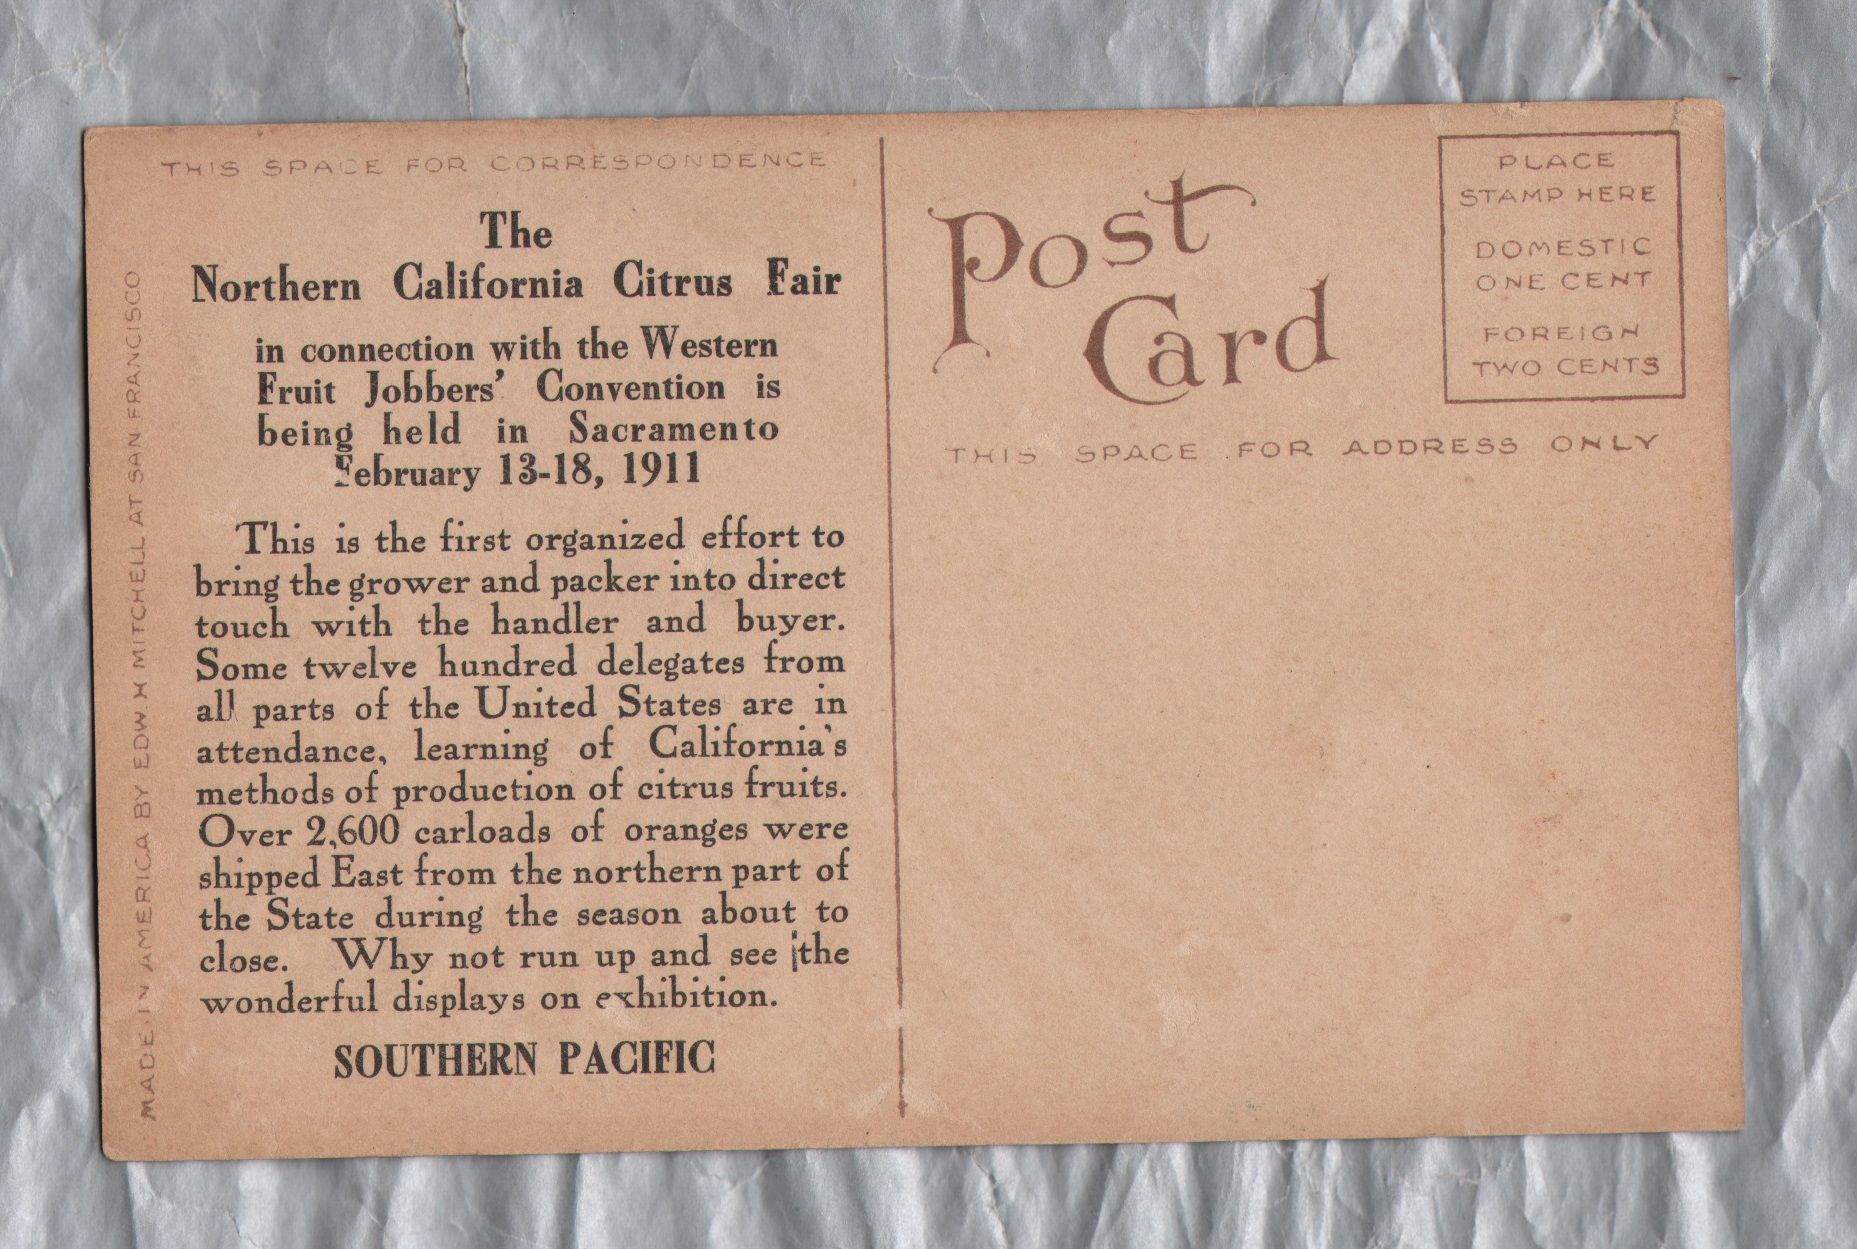 THIS SPACE FOR CORRESPONDENCE
The
Northern California Citrus Fair
in connection with the Western
Fruit Jobbers' Convention is
being held in Sacramento
February 13-18, 1911
This is the first organized effort to
bring the grower and packer into direct
touch with the handler and buyer.
Some twelve hundred delegates from
all parts of the United States are in
attendance, learning of California's
methods of production of citrus fruits.
Over 2,600 carloads of oranges were
shipped East from the northern part of
the State during the season about to
close. Why not run up and see the
wonderful displays on exhibition.
SOUTHERN PACIFIC
MADE IN AMERICA BY EDW. H MITCHELL AT SAN FRANCISCO
Post
Card
PLACE
STAMP HERE
DOMESTIC
ONE CENT
FOREIGN
TWO CENTS
THIS SPACE FOR ADDRESS ONLY